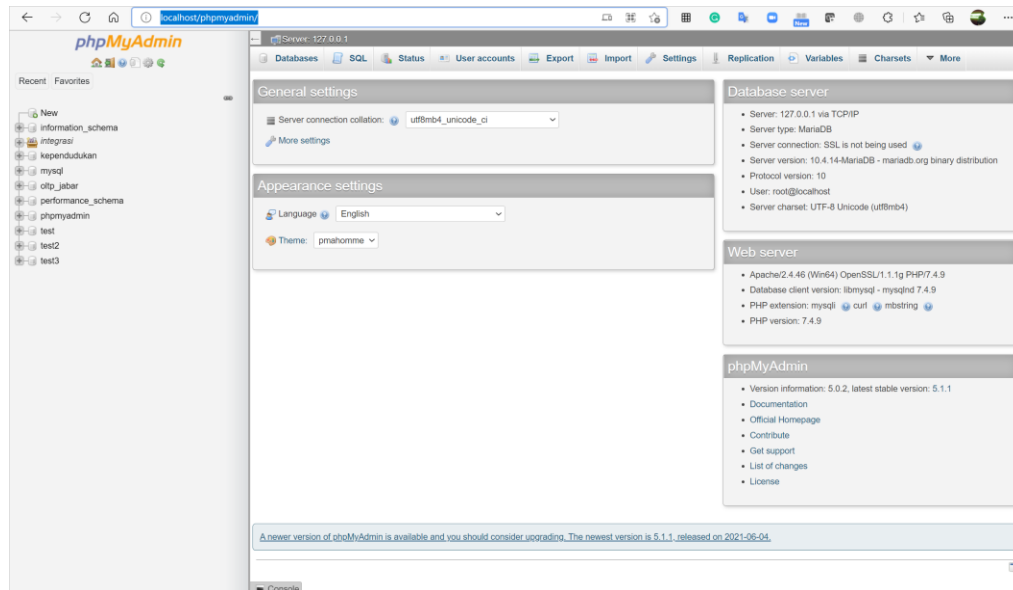 localhost/phpmyadmin/
New
phpMyAdmin
Recent Favorites
New
information_schema
integrasi
kependudukan
mysql
oltp_jabar
performance_schema
phpmyadmin
test
test2
test3
Server: 127.0.0.1
Databases SQL Status User accounts Export Import Settings Replication Variables Charsets More
General settings
Server connection collation: utf8mb4_unicode_ci
More settings
Appearance settings
Language English
Theme: pmahomme
Database server
Server: 127.0.0.1 via TCP/IP
Server type: MariaDB
Server connection: SSL is not being used
Server version: 10.4.14-MariaDB - mariadb.org binary distribution
Protocol version: 10
User: root@localhost
Server charset: UTF-8 Unicode (utf8mb4)
Web server
Apache/2.4.46 (Win64) OpenSSL/1.1.1g PHP/7.4.9
Database client version: libmysql - mysqlnd 7.4.9
PHP extension: mysqli curl mbstring
PHP version: 7.4.9
phpMyAdmin
Version information: 5.0.2, latest stable version: 5.1.1
Documentation
Official Homepage
Contribute
Get support
List of changes
License
A newer version of phpMyAdmin is available and you should consider upgrading. The newest version is 5.1.1, released on 2021-06-04.
Console